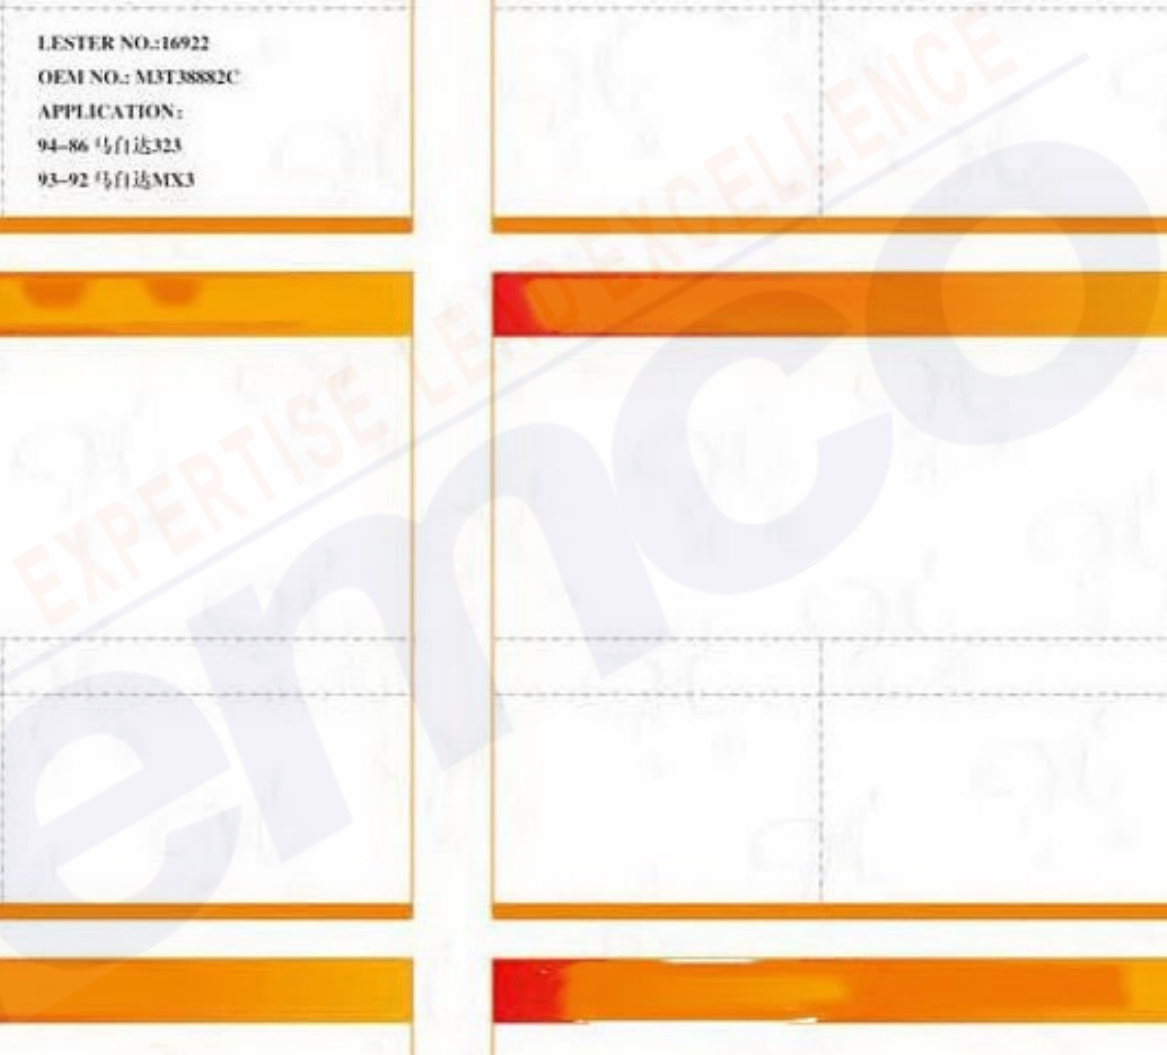 LESTER NO.:16922
OEM NO.: M3T38882C
APPLICATION:
94–86 马自达323
93–92 马自达MX3
EXPERTISE LEAD EXCELLENCE
emco